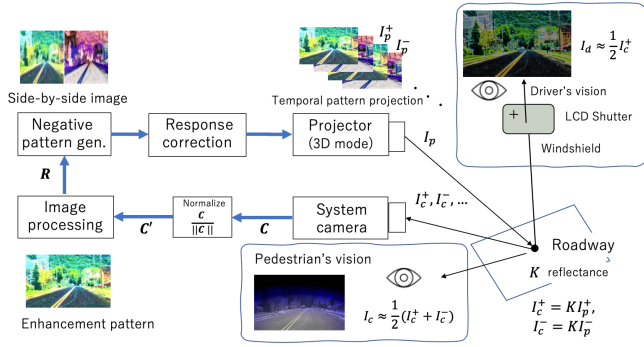 I_p^+
I_p^-
Side-by-side image
Temporal pattern projection
. . .
I_d ≈ 1/2 I_c^+
Driver's vision
+
LCD Shutter
Windshield
Negative
pattern gen.
Response
correction
Projector
(3D mode)
I_p
R
I_c^+, I_c^-, ...
Image
processing
C'
Normalize
C
||C||
C
System
camera
Roadway
K reflectance
Pedestrian's vision
I_c ≈ 1/2 (I_c^+ + I_c^-)
I_c^+ = KI_p^+,
I_c^- = KI_p^-
Enhancement pattern